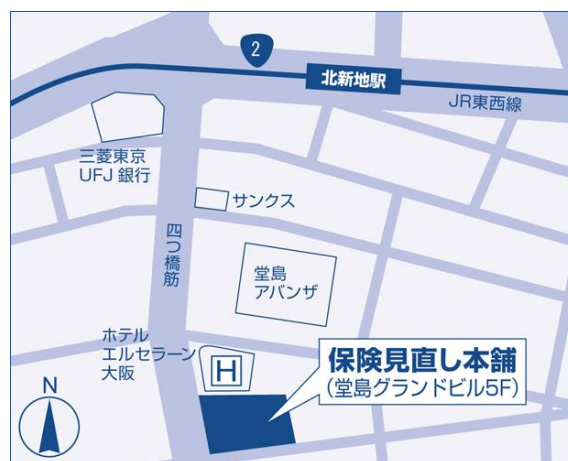 2
北新地駅
JR東西線
三菱東京
UFJ 銀行
サンクス
四つ橋筋
堂島
アバンザ
ホテル
エルセラーン
大阪
H
保険見直し本舗
(堂島グランドビル5F)
N